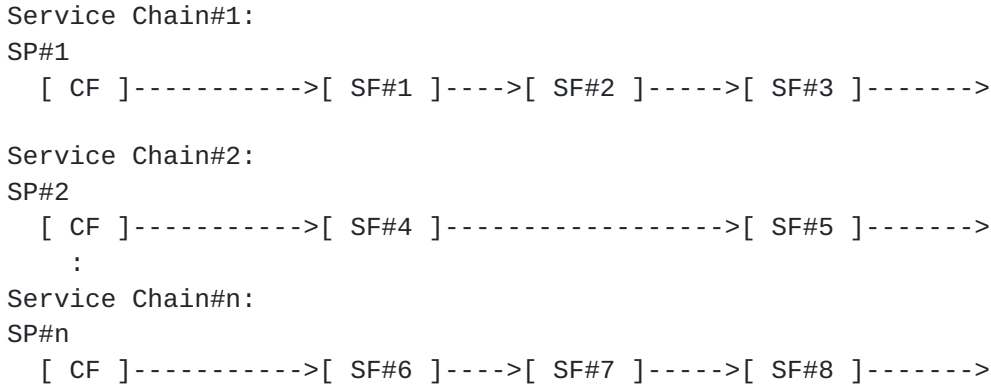 Service Chain#1:
SP#1
  [ CF ]----------->[ SF#1 ]---->[ SF#2 ]----->[ SF#3 ]------->

Service Chain#2:
SP#2
  [ CF ]----------->[ SF#4 ]----------------->[ SF#5 ]------->
    :
Service Chain#n:
SP#n
  [ CF ]----------->[ SF#6 ]---->[ SF#7 ]----->[ SF#8 ]------->